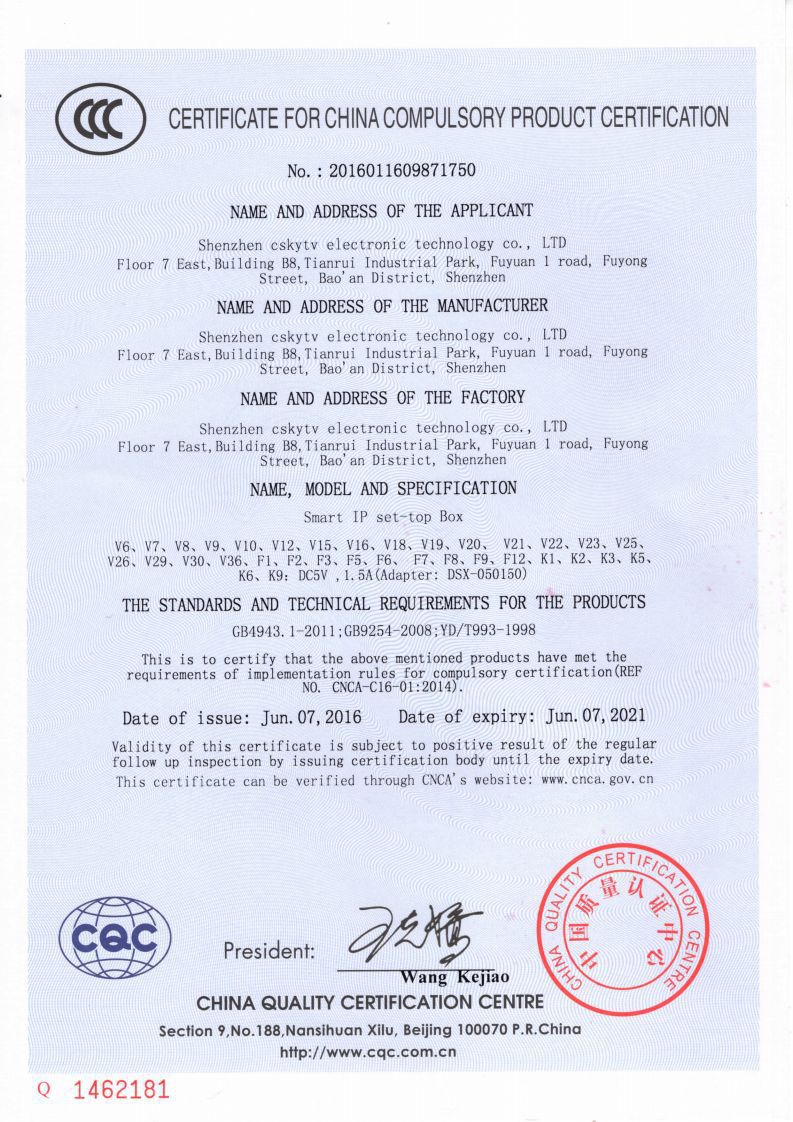 CCC CERTIFICATE FOR CHINA COMPULSORY PRODUCT CERTIFICATION
No. : 2016011609871750
NAME AND ADDRESS OF THE APPLICANT
Shenzhen cskytv electronic technology co., LTD
Floor 7 East, Building B8, Tianrui Industrial Park, Fuyuan 1 road, Fuyong
Street, Bao'an District, Shenzhen
NAME AND ADDRESS OF THE MANUFACTURER
Shenzhen cskytv electronic technology co., LTD
Floor 7 East, Building B8, Tianrui Industrial Park, Fuyuan 1 road, Fuyong
Street, Bao'an District, Shenzhen
NAME AND ADDRESS OF THE FACTORY
Shenzhen cskytv electronic technology co., LTD
Floor 7 East, Building B8, Tianrui Industrial Park, Fuyuan 1 road, Fuyong
Street, Bao'an District, Shenzhen
NAME, MODEL AND SPECIFICATION
Smart IP set-top Box
V6、V7、V8、V9、V10、V12、V15、V16、V18、V19、V20、 V21、V22、V23、V25、
V26、V29、V30、V36、F1、F2、F3、F5、F6、 F7、F8、F9、F12、K1、K2、K3、K5、
K6、K9: DC5V ,1.5A(Adapter: DSX-050150)
THE STANDARDS AND TECHNICAL REQUIREMENTS FOR THE PRODUCTS
GB4943.1-2011;GB9254-2008;YD/T993-1998
This is to certify that the above mentioned products have met the
requirements of implementation rules for compulsory certification(REF
NO. CNCA-C16-01:2014).
Date of issue: Jun.07,2016 Date of expiry: Jun.07,2021
Validity of this certificate is subject to positive result of the regular
follow up inspection by issuing certification body until the expiry date.
This certificate can be verified through CNCA's website: www.cnca.gov.cn
CHINA QUALITY CERTIFICATION CENTRE
中国质量认证中心
CQC
President: 王克娇
Wang Kejiao
CHINA QUALITY CERTIFICATION CENTRE
Section 9,No.188,Nansihuan Xilu, Beijing 100070 P.R.China
http://www.cqc.com.cn
Q 1462181